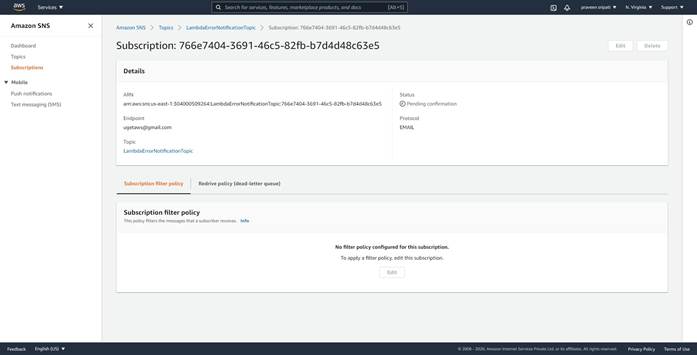 aws
Services
Search for services, features, marketplace products, and docs
[Alt+S]
praveen sripati
N. Virginia
Support
Amazon SNS
Dashboard
Topics
Subscriptions
Mobile
Push notifications
Text messaging (SMS)
Amazon SNS > Topics > LambdaErrorNotificationTopic > Subscription: 766e7404-3691-46c5-82fb-b7d4d48c63e5
Subscription: 766e7404-3691-46c5-82fb-b7d4d48c63e5
Edit
Delete
Details
ARN
arn:aws:sns:us-east-1:304000509264:LambdaErrorNotificationTopic:766e7404-3691-46c5-82fb-b7d4d48c63e5
Endpoint
ugetaws@gmail.com
Topic
LambdaErrorNotificationTopic
Status
Pending confirmation
Protocol
EMAIL
Subscription filter policy
Redrive policy (dead-letter queue)
Subscription filter policy
This policy filters the messages that a subscriber receives. Info
No filter policy configured for this subscription.
To apply a filter policy, edit this subscription.
Edit
Feedback
English (US)
© 2008 - 2020, Amazon Internet Services Private Ltd. or its affiliates. All rights reserved.
Privacy Policy
Terms of Use